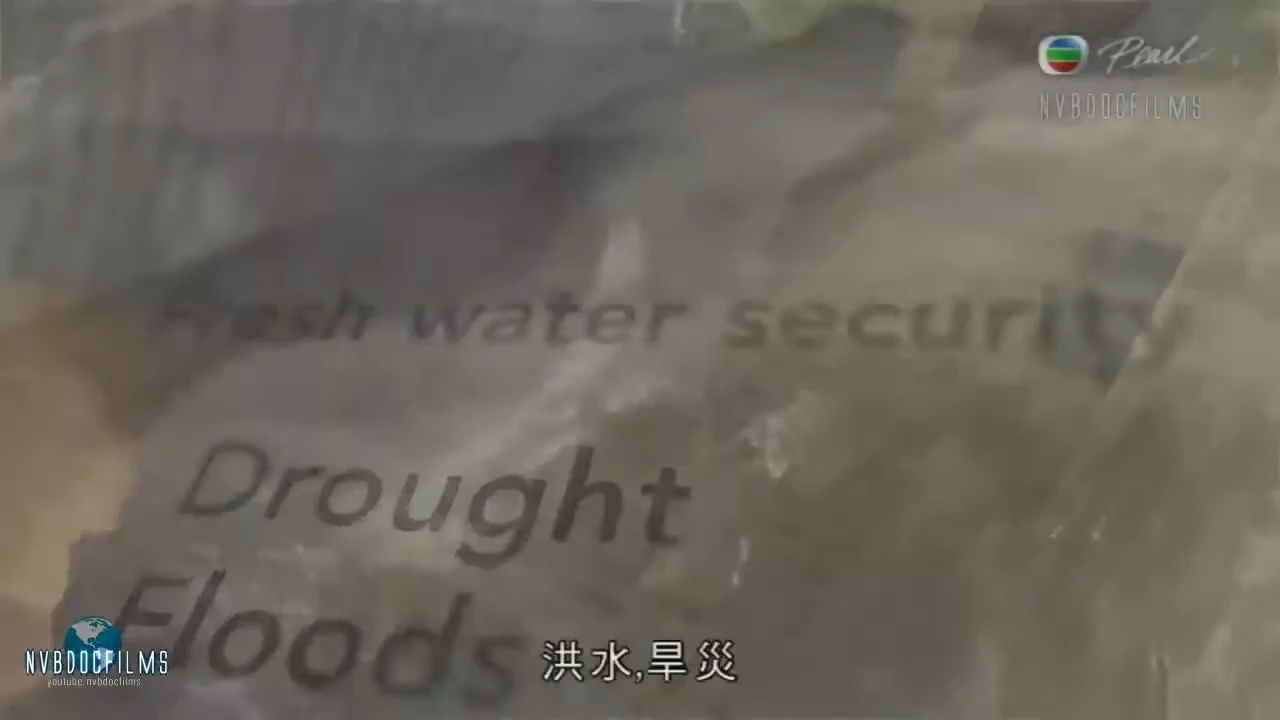 Pearl
NVBDOCFILMS
Fresh water security
Drought
Floods
NVBDOCFILMS
youtube/nvbdocfilms
洪水,旱災